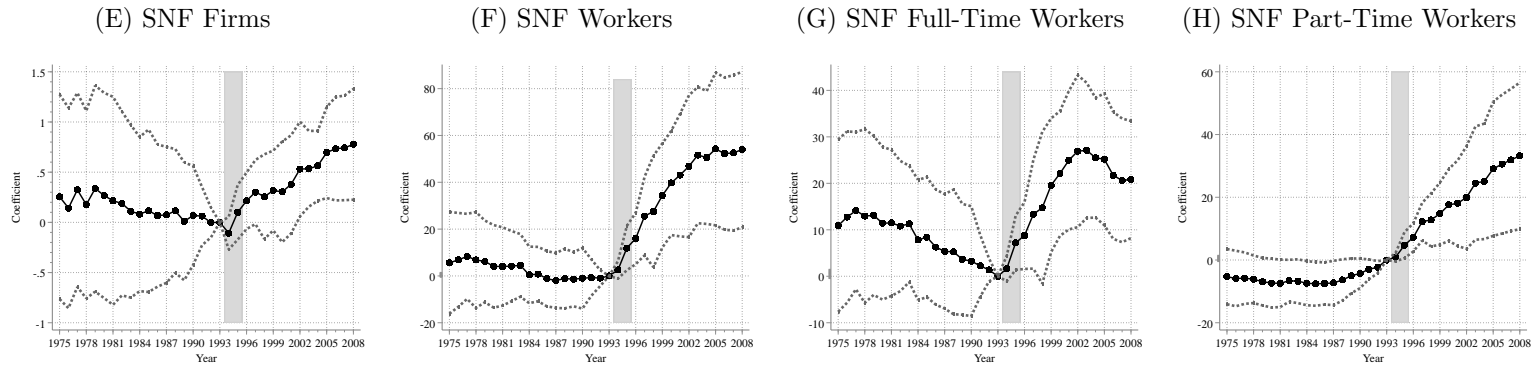 (E) SNF Firms
(F) SNF Workers
(G) SNF Full-Time Workers
(H) SNF Part-Time Workers
1.5
1
.5
0
-.5
-1
Coefficient
1975 1978 1981 1984 1987 1990 1993 1996 1999 2002 2005 2008
Year
80
60
40
20
0
-20
Coefficient
1975 1978 1981 1984 1987 1990 1993 1996 1999 2002 2005 2008
Year
40
30
20
10
0
-10
Coefficient
1975 1978 1981 1984 1987 1990 1993 1996 1999 2002 2005 2008
Year
60
40
20
0
-20
Coefficient
1975 1978 1981 1984 1987 1990 1993 1996 1999 2002 2005 2008
Year